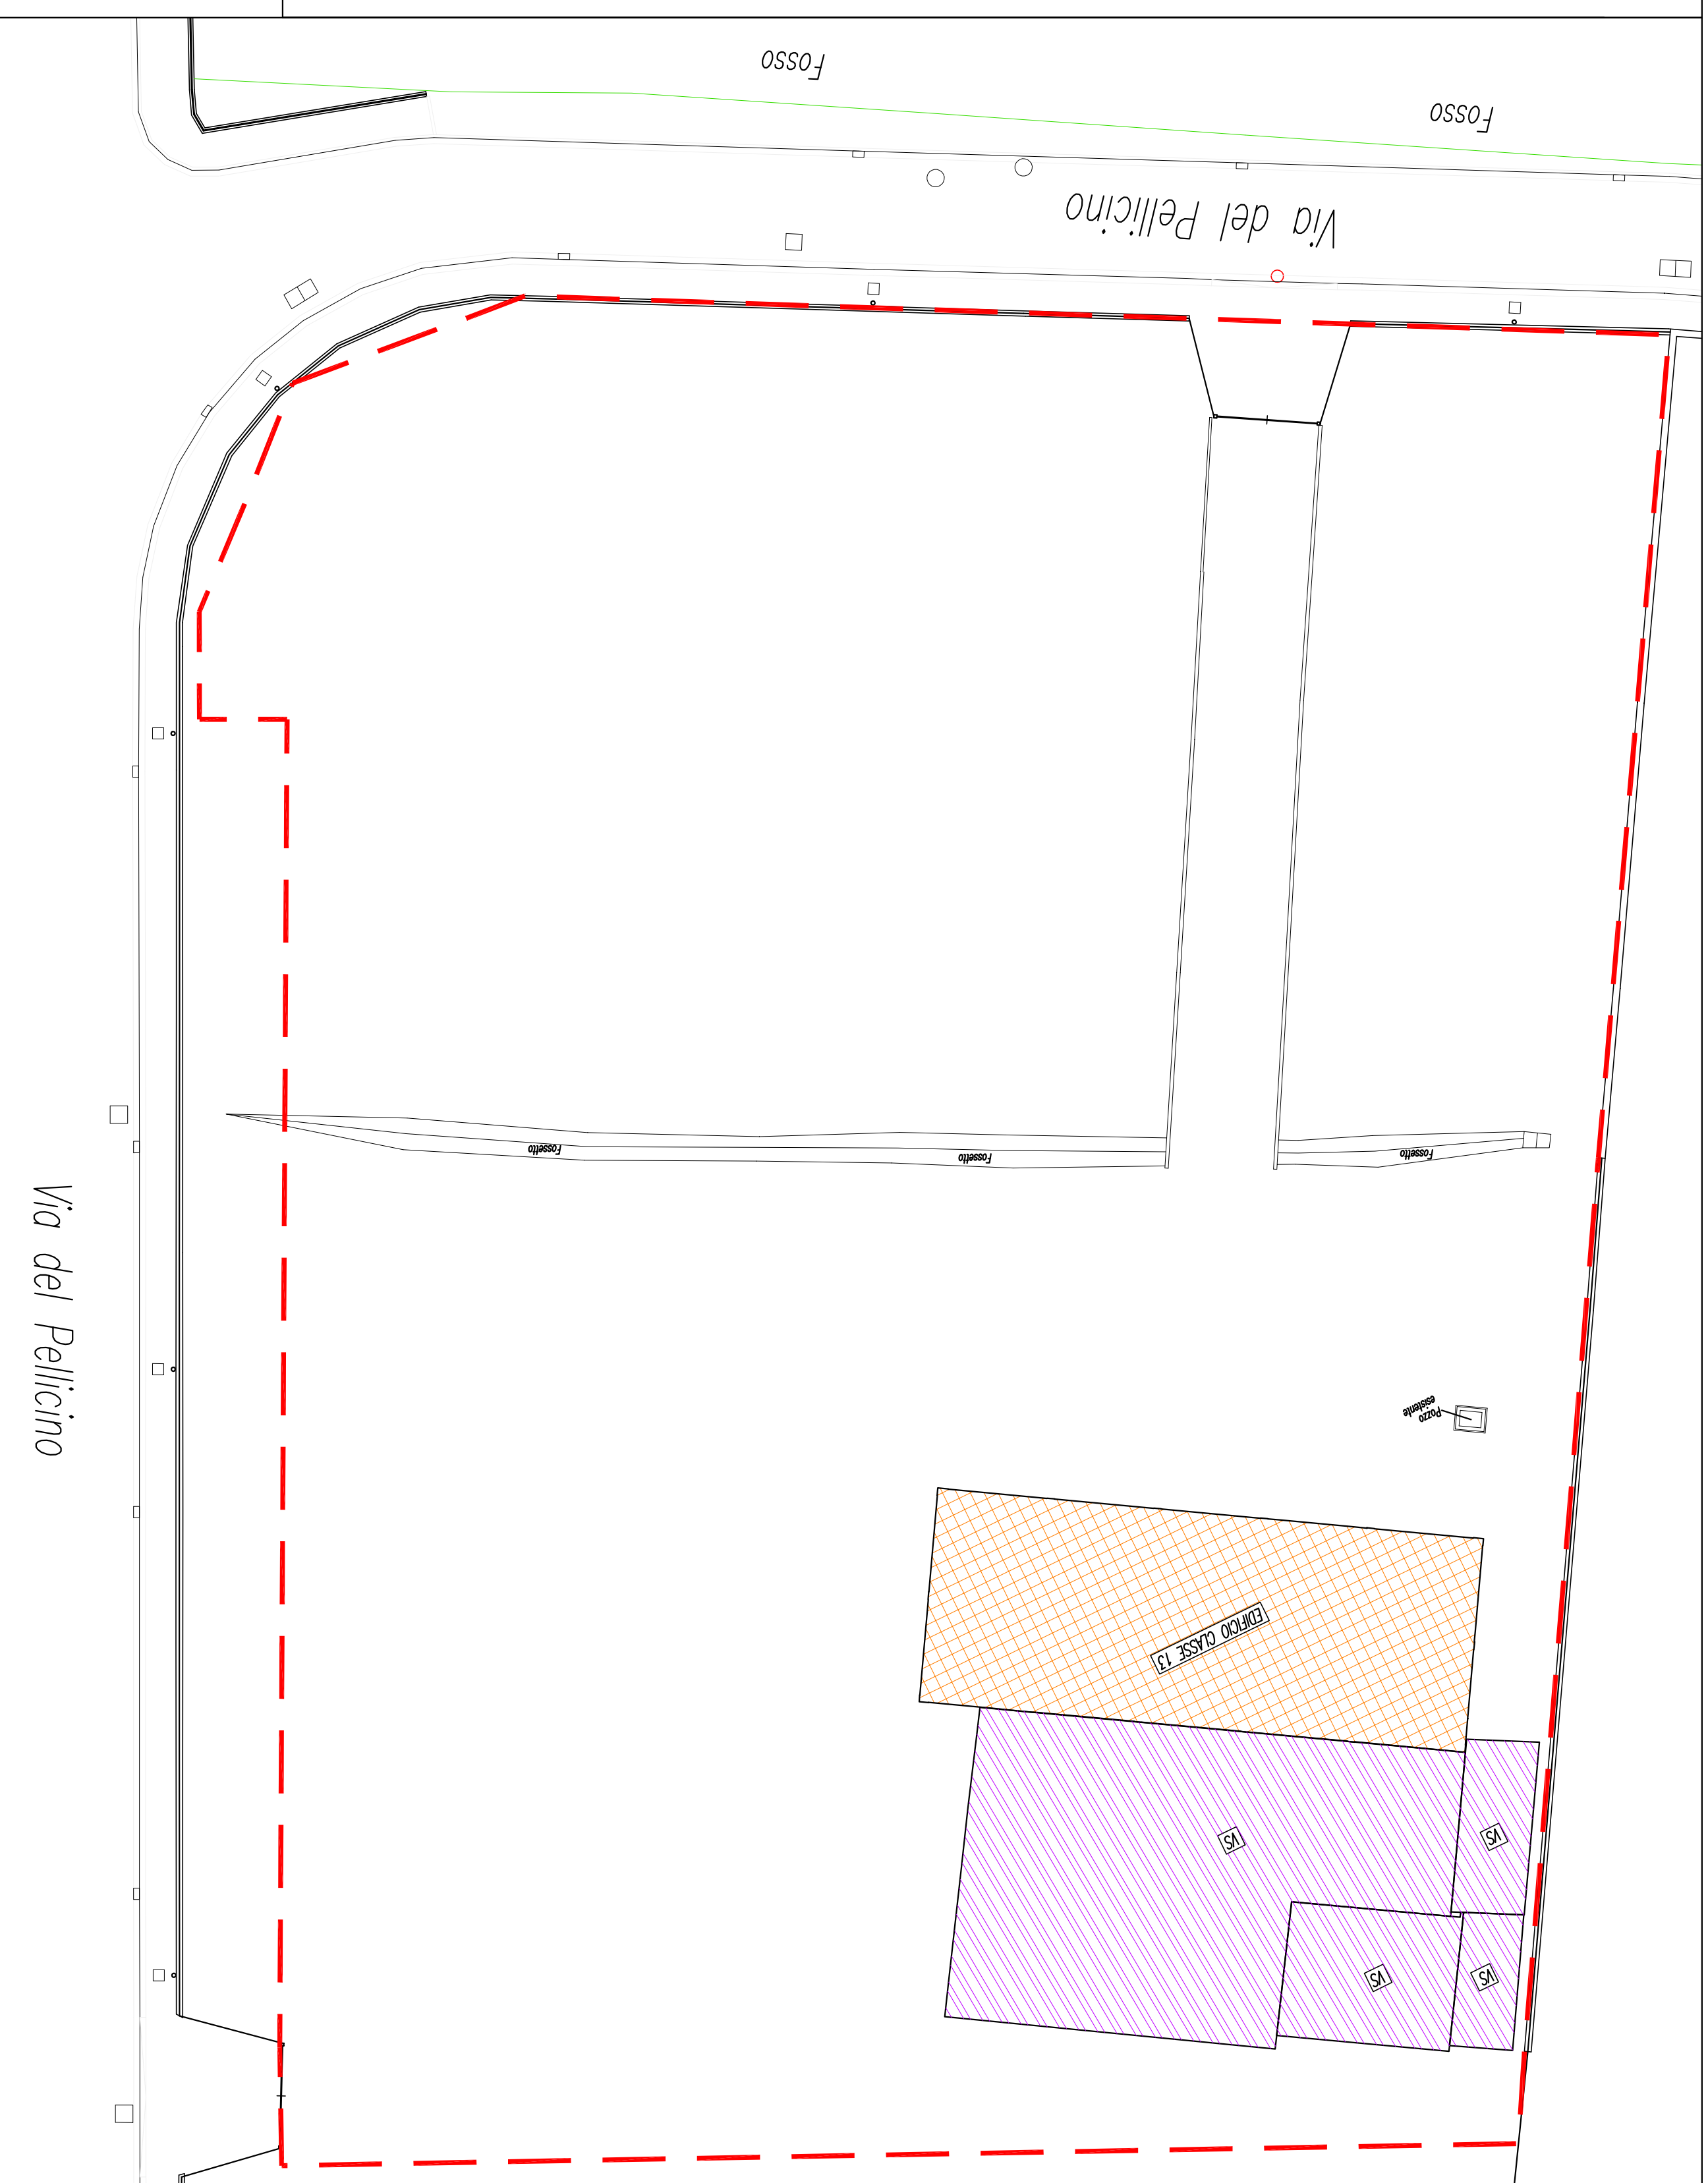 Fosso
Fosso
Via del Pellicino
Fossetto
Fossetto
Fossetto
Via del Pellicino
Pozzo
esistente
EDIFICIO CLASSE 13
VS
VS
VS
VS